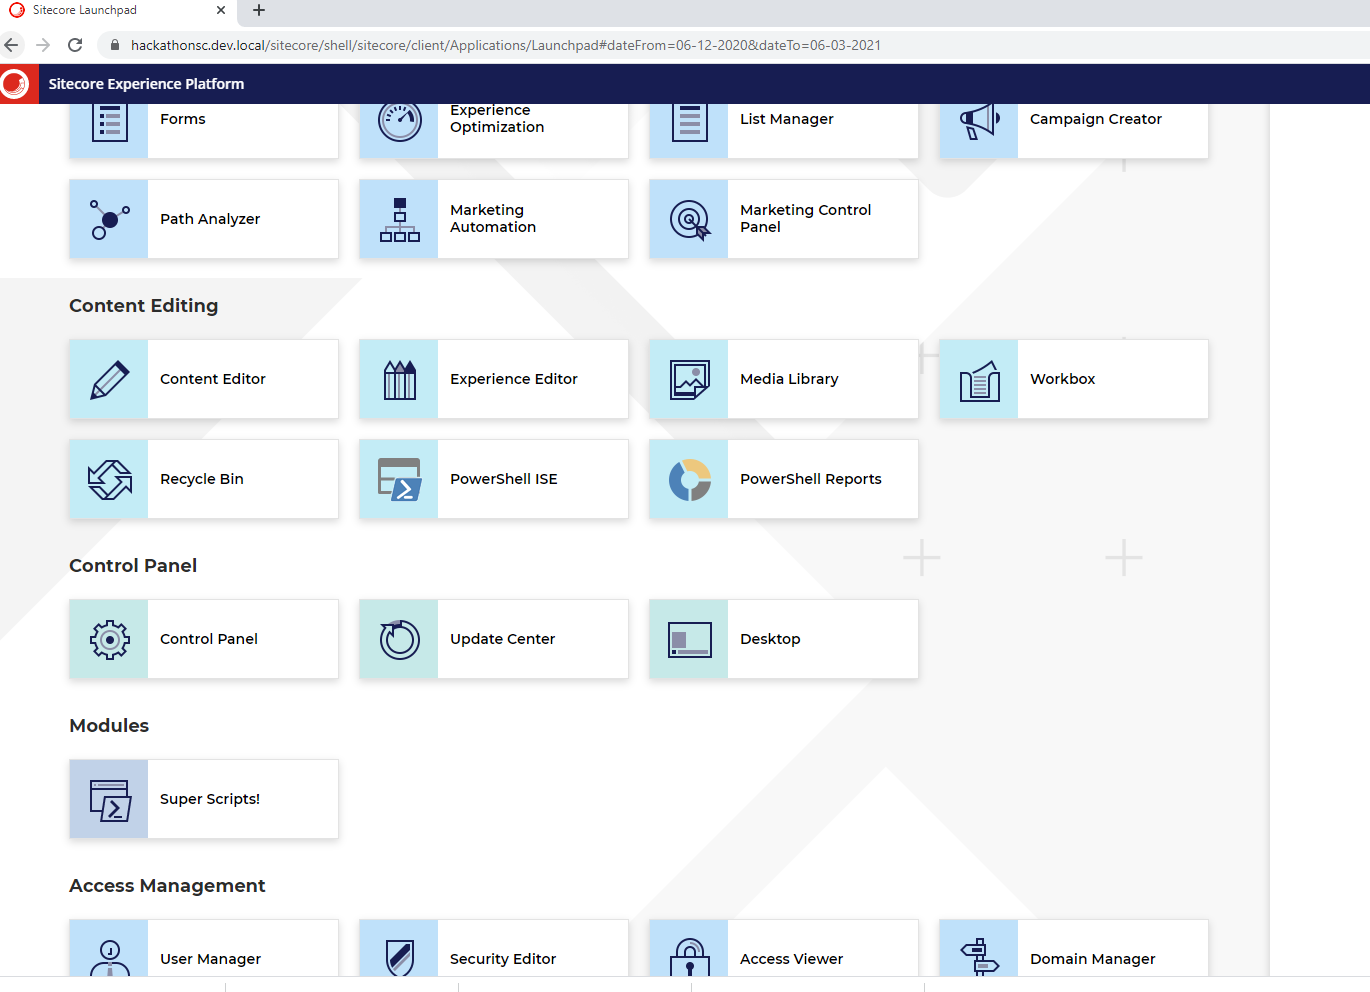 Sitecore Launchpad
hackathonsc.dev.local/sitecore/shell/sitecore/client/Applications/Launchpad#dateFrom=06-12-2020&dateTo=06-03-2021
Sitecore Experience Platform
Forms
Experience
Optimization
List Manager
Campaign Creator
Path Analyzer
Marketing
Automation
Marketing Control
Panel
Content Editing
Content Editor
Experience Editor
Media Library
Workbox
Recycle Bin
PowerShell ISE
PowerShell Reports
Control Panel
Control Panel
Update Center
Desktop
Modules
Super Scripts!
Access Management
User Manager
Security Editor
Access Viewer
Domain Manager